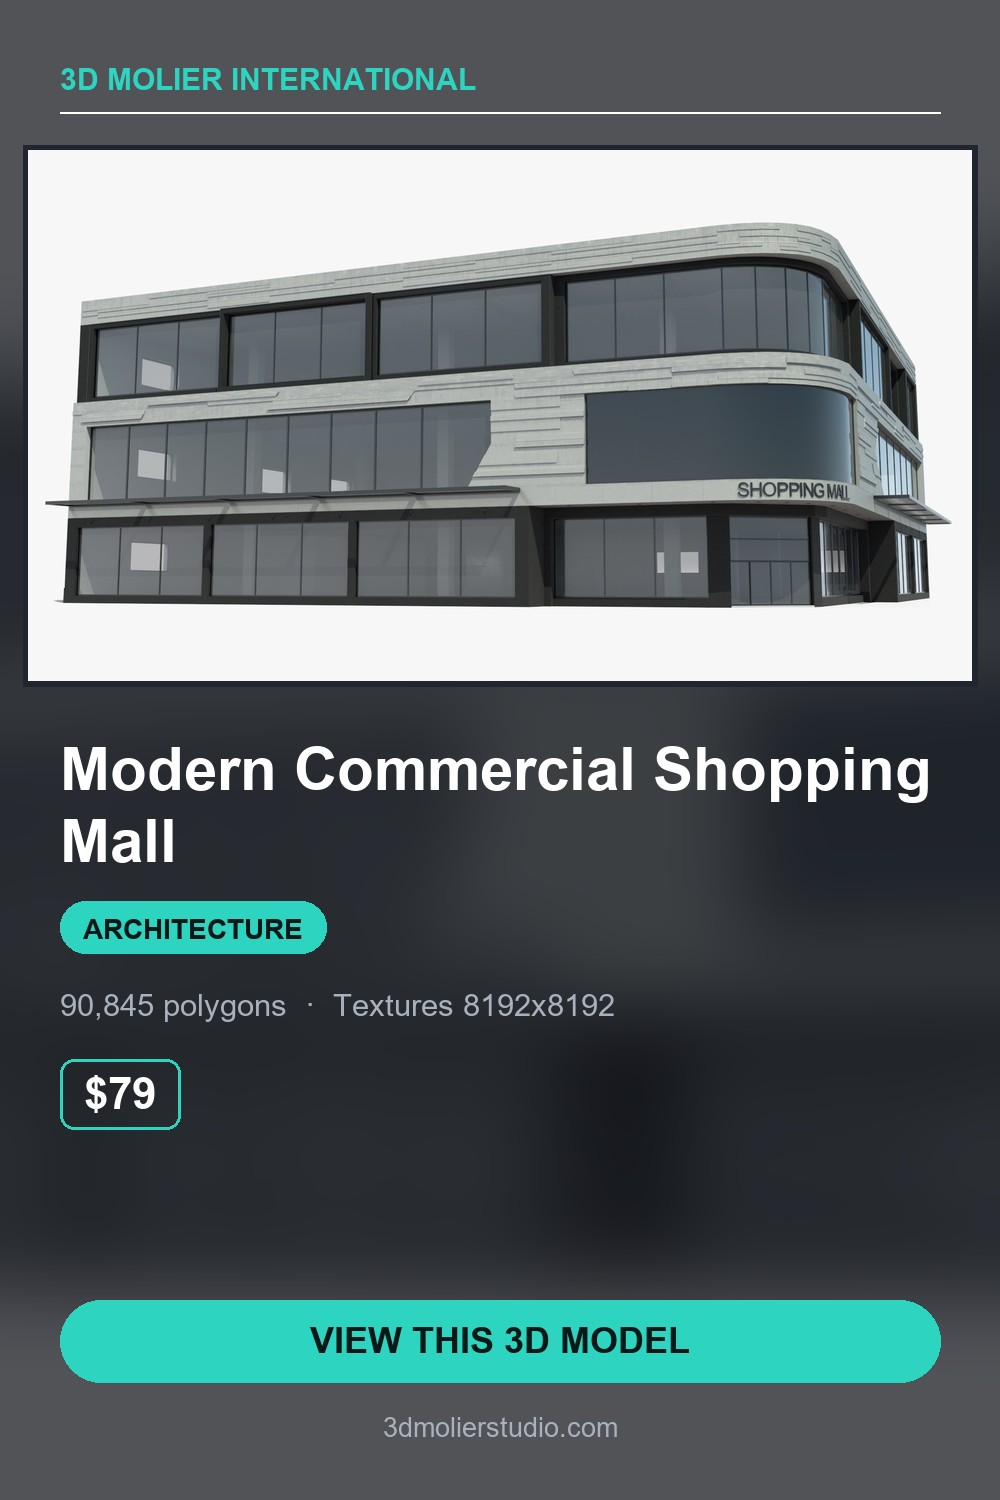 3D MOLIER INTERNATIONAL
SHOPPING MALL
Modern Commercial Shopping
Mall
ARCHITECTURE
90,845 polygons · Textures 8192x8192
$79
VIEW THIS 3D MODEL
3dmolierstudio.com